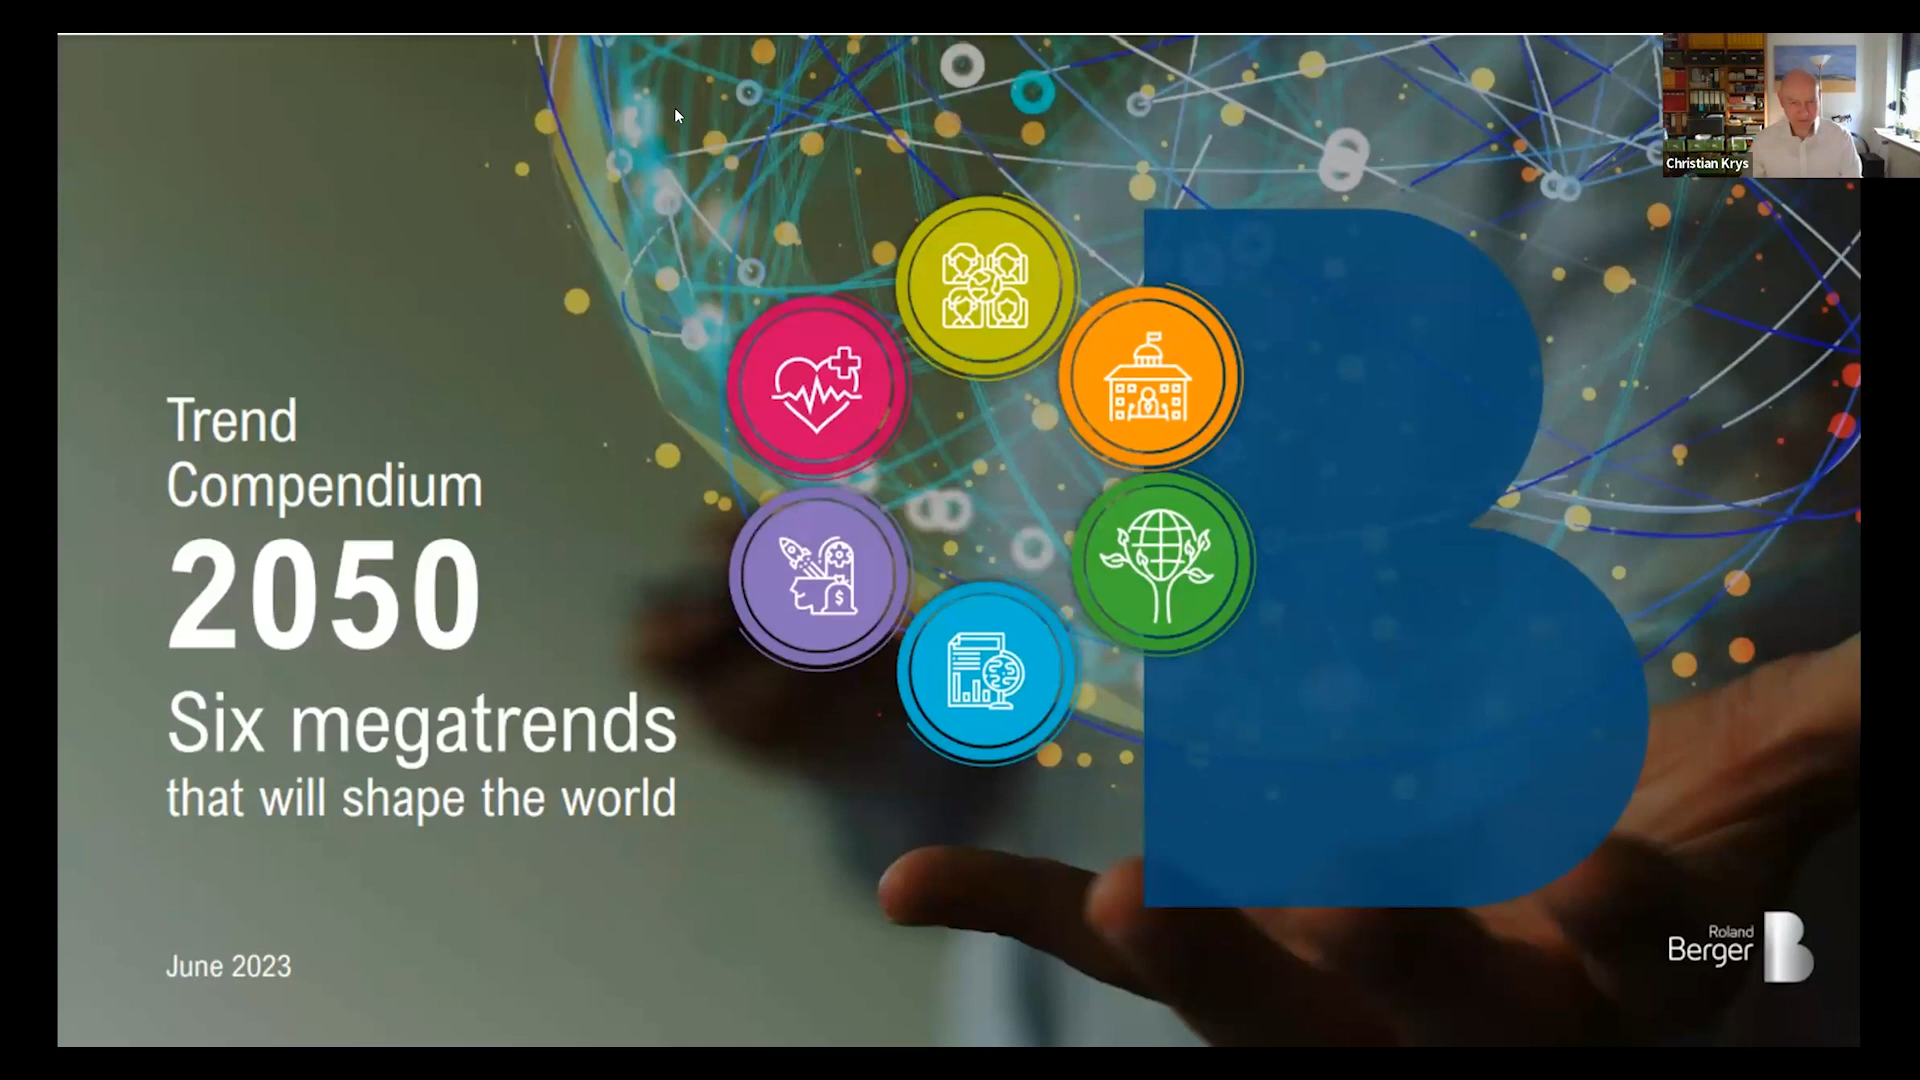 Christian Krys
Trend
Compendium
2050
Six megatrends
that will shape the world
June 2023
Roland
Berger
B
$